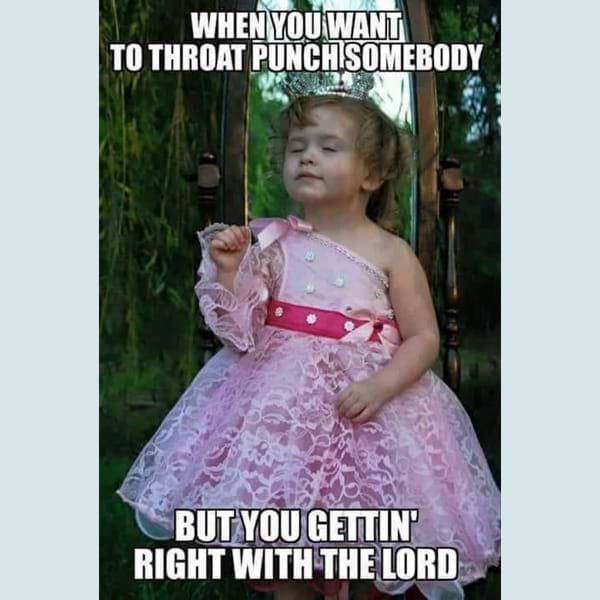 WHEN YOU WANT
TO THROAT PUNCH SOMEBODY
BUT YOU GETTIN'
RIGHT WITH THE LORD